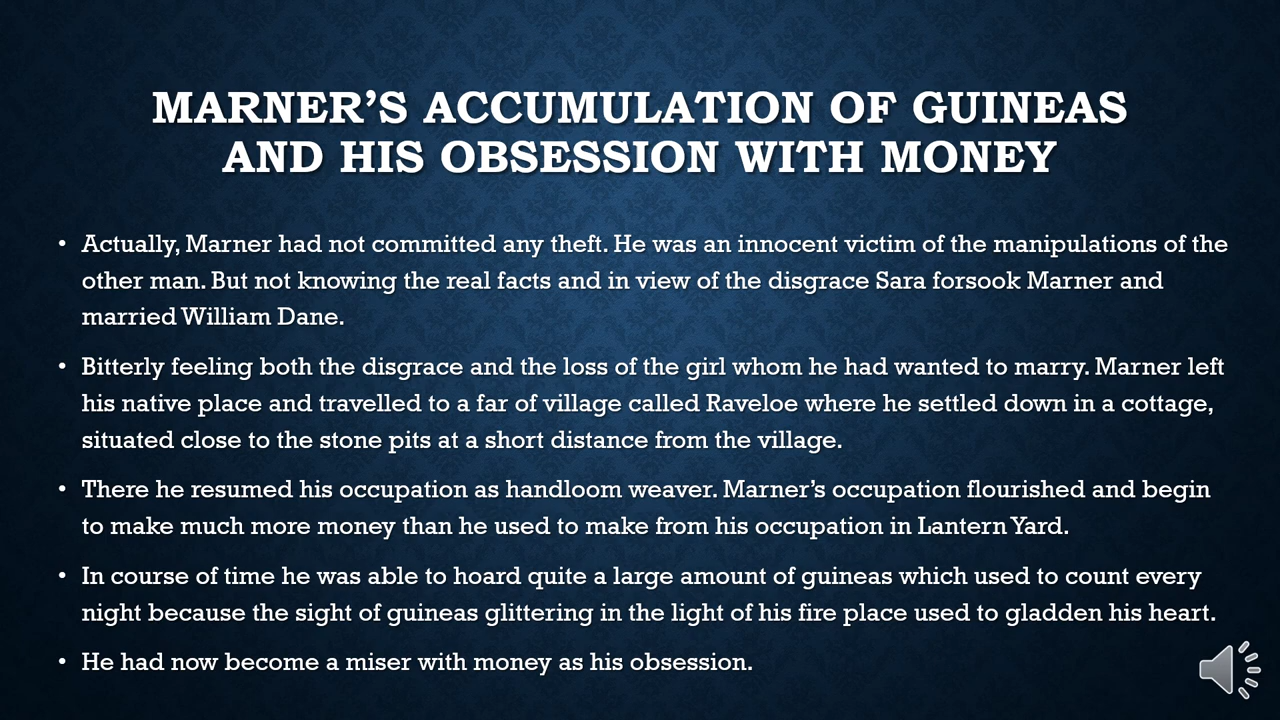 MARNER’S ACCUMULATION OF GUINEAS
AND HIS OBSESSION WITH MONEY
• Actually, Marner had not committed any theft. He was an innocent victim of the manipulations of the
other man. But not knowing the real facts and in view of the disgrace Sara forsook Marner and
married William Dane.
• Bitterly feeling both the disgrace and the loss of the girl whom he had wanted to marry. Marner left
his native place and travelled to a far of village called Raveloe where he settled down in a cottage,
situated close to the stone pits at a short distance from the village.
• There he resumed his occupation as handloom weaver. Marner’s occupation flourished and begin
to make much more money than he used to make from his occupation in Lantern Yard.
• In course of time he was able to hoard quite a large amount of guineas which used to count every
night because the sight of guineas glittering in the light of his fire place used to gladden his heart.
• He had now become a miser with money as his obsession.